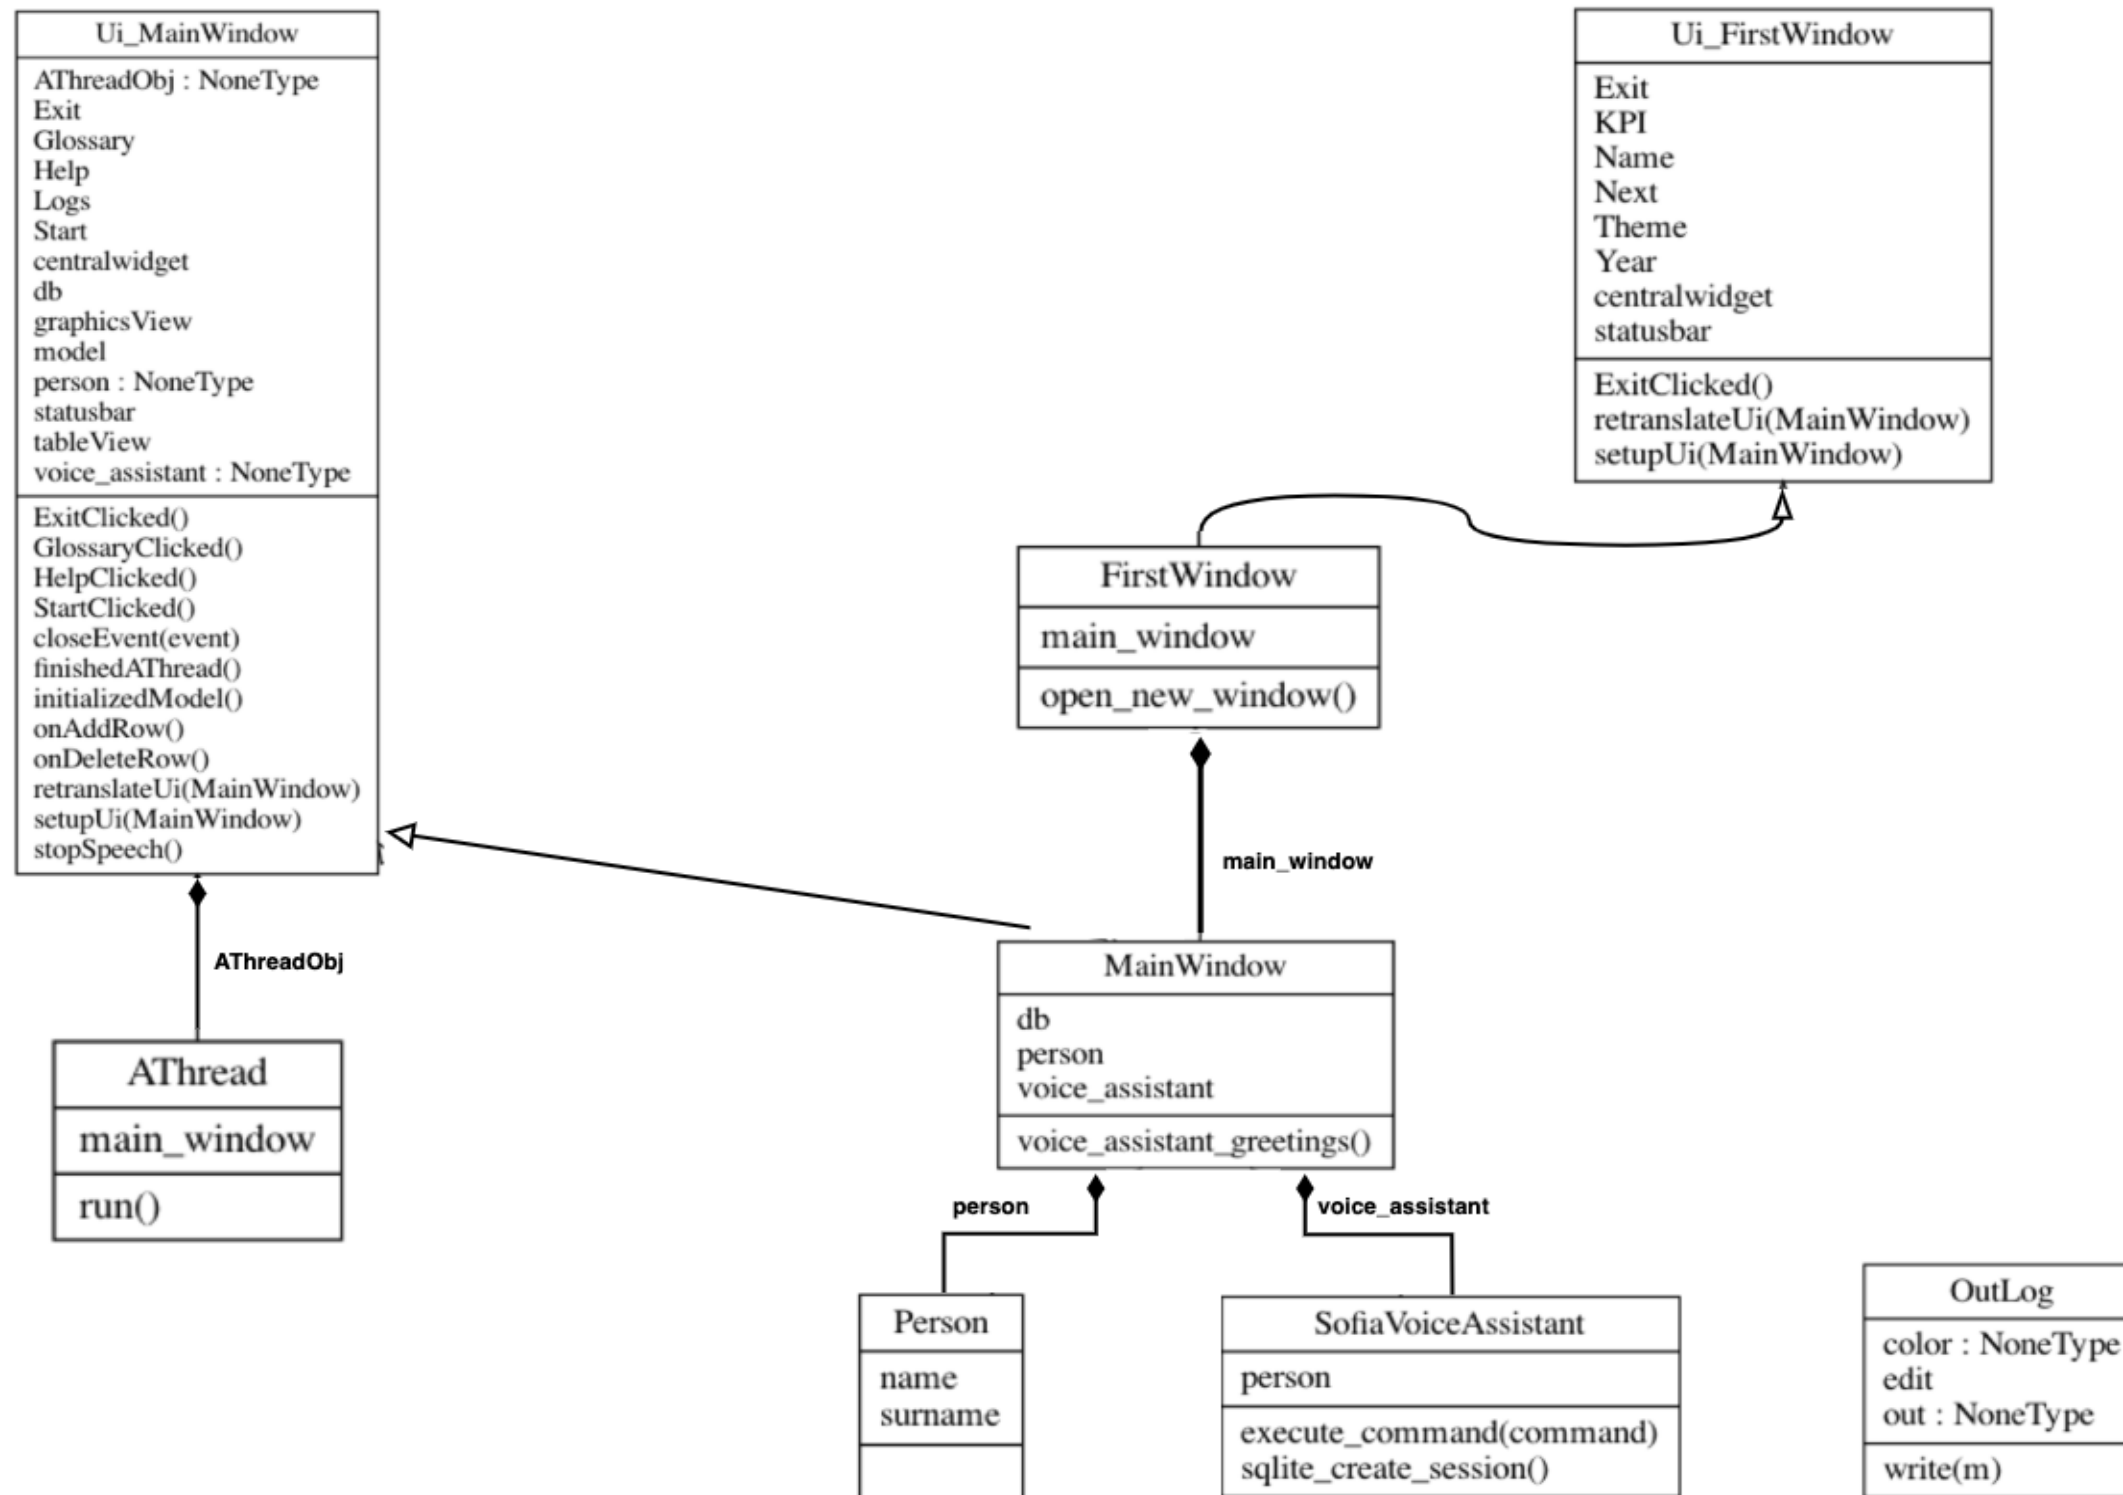 Ui_MainWindow
AThreadObj : NoneType
Exit
Glossary
Help
Logs
Start
centralwidget
db
graphicsView
model
person : NoneType
statusbar
tableView
voice_assistant : NoneType
ExitClicked()
GlossaryClicked()
HelpClicked()
StartClicked()
closeEvent(event)
finishedAThread()
initializedModel()
onAddRow()
onDeleteRow()
retranslateUi(MainWindow)
setupUi(MainWindow)
stopSpeech()
Ui_FirstWindow
Exit
KPI
Name
Next
Theme
Year
centralwidget
statusbar
ExitClicked()
retranslateUi(MainWindow)
setupUi(MainWindow)
FirstWindow
main_window
open_new_window()
main_window
AThreadObj
MainWindow
db
person
voice_assistant
voice_assistant_greetings()
AThread
main_window
run()
person
voice_assistant
Person
name
surname
SofiaVoiceAssistant
person
execute_command(command)
sqlite_create_session()
OutLog
color : NoneType
edit
out : NoneType
write(m)